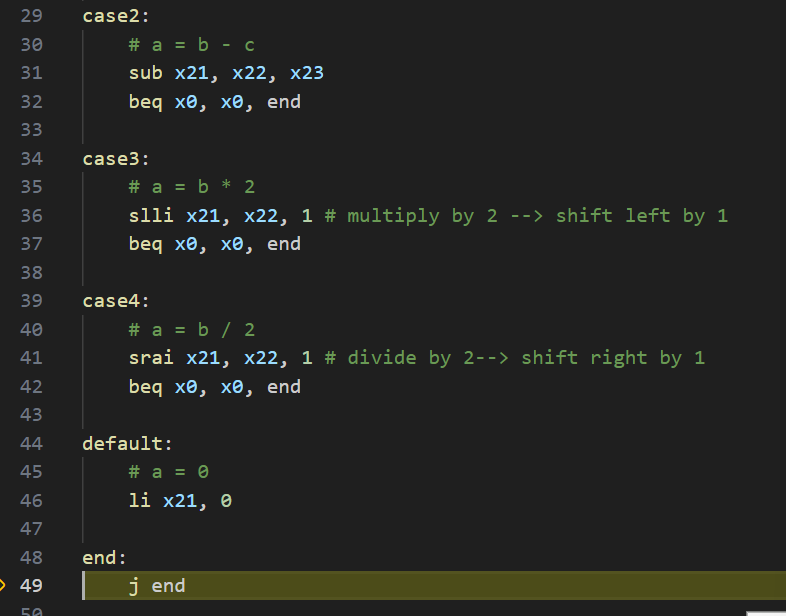 29 case2:
30 # a = b - c
31 sub x21, x22, x23
32 beq x0, x0, end
33
34 case3:
35 # a = b * 2
36 slli x21, x22, 1 # multiply by 2 --> shift left by 1
37 beq x0, x0, end
38
39 case4:
40 # a = b / 2
41 srai x21, x22, 1 # divide by 2--> shift right by 1
42 beq x0, x0, end
43
44 default:
45 # a = 0
46 li x21, 0
47
48 end:
49 j end
50